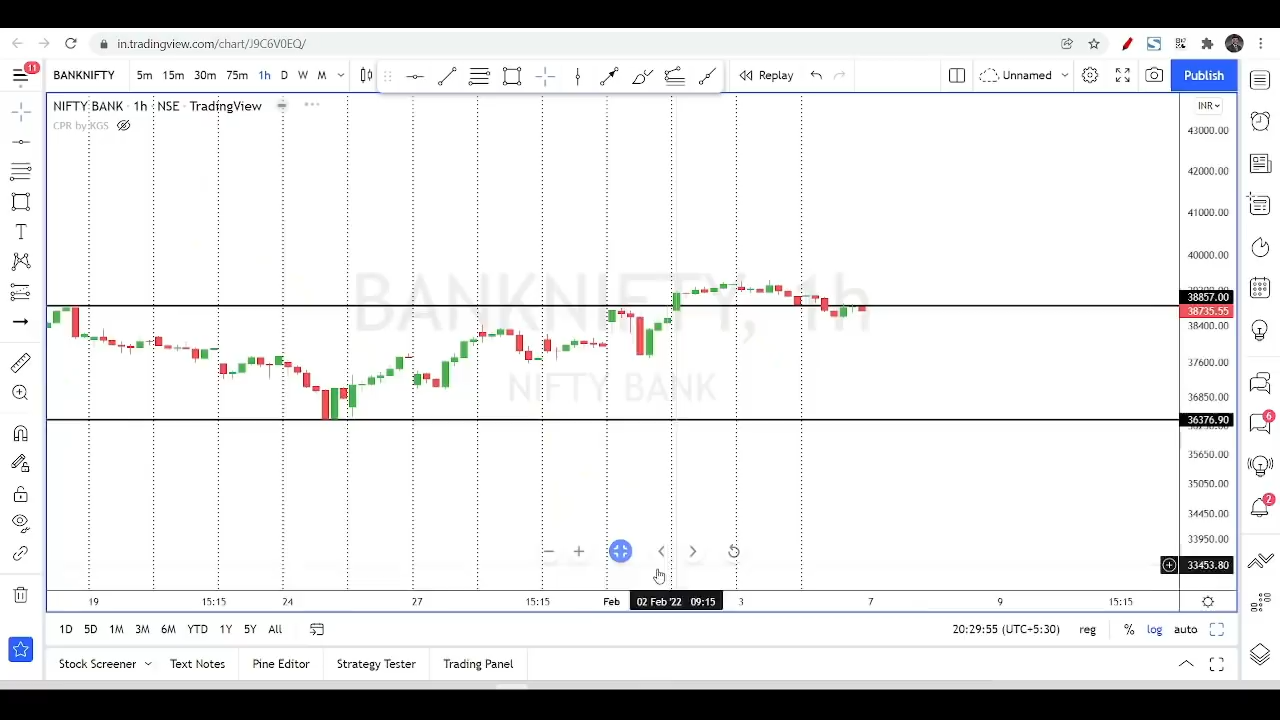 in.tradingview.com/chart/J9C6V0EQ/
11
BANKNIFTY 5m 15m 30m 75m 1h D W M Replay Unnamed Publish
NIFTY BANK · 1h · NSE · TradingView
CPR by KGS
INR
43000.00
42000.00
41000.00
40000.00
38857.00
38735.55
38400.00
37600.00
36850.00
36376.90
35650.00
35050.00
34450.00
33950.00
33453.80
BANKNIFTY, 1h
NIFTY BANK
6
2
19 15:15 24 27 15:15 Feb 02 Feb '22 09:15 3 7 9 15:15
1D 5D 1M 3M 6M YTD 1Y 5Y All 20:29:55 (UTC+5:30) reg % log auto
Stock Screener Text Notes Pine Editor Strategy Tester Trading Panel